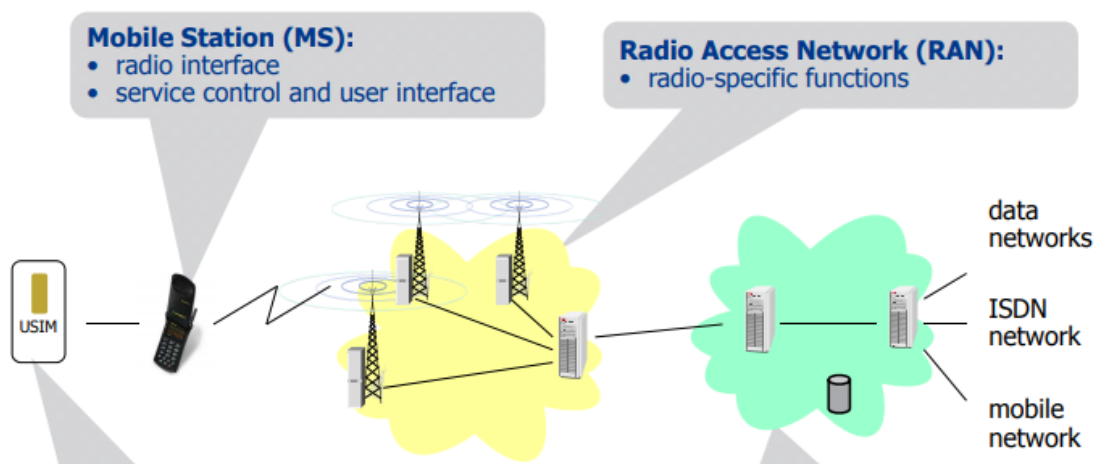 Mobile Station (MS):
• radio interface
• service control and user interface
Radio Access Network (RAN):
• radio-specific functions
USIM
data
networks
ISDN
network
mobile
network